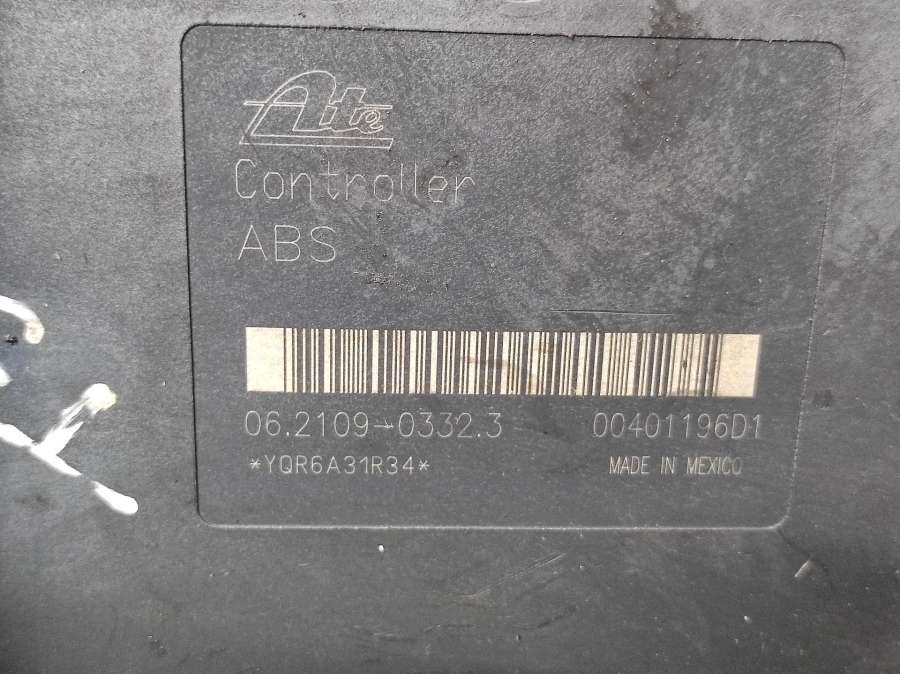 Ate
Controller
ABS
06.2109-0332.3 00401196D1
*YQR6A31R34* MADE IN MEXICO